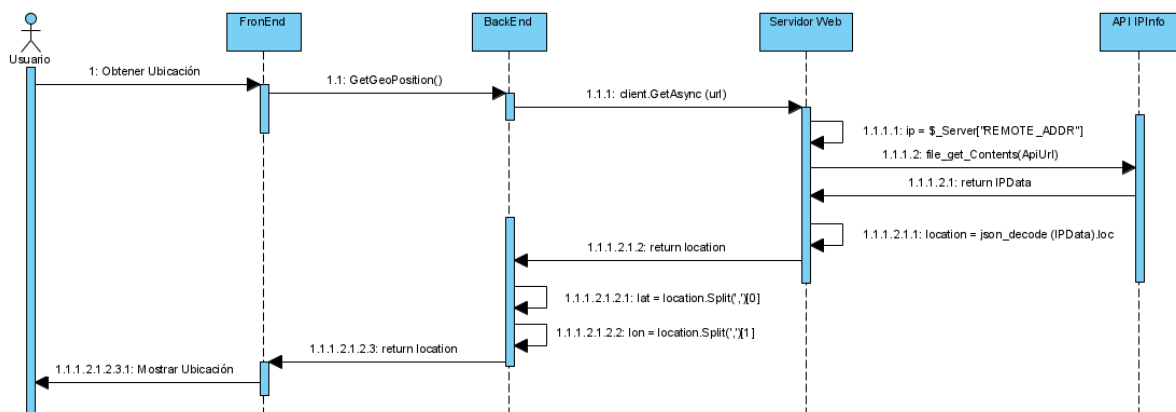 FronEnd
BackEnd
Servidor Web
API IPInfo
Usuario
1: Obtener Ubicación
1.1: GetGeoPosition()
1.1.1: client.GetAsync (url)
1.1.1.1: ip = $_Server["REMOTE_ADDR"]
1.1.1.2: file_get_Contents(ApiUrl)
1.1.1.2.1: return IPData
1.1.1.2.1.1: location = json_decode (IPData).loc
1.1.1.2.1.2: return location
1.1.1.2.1.2.1: lat = location.Split(',')[0]
1.1.1.2.1.2.2: lon = location.Split(',')[1]
1.1.1.2.1.2.3: return location
1.1.1.2.1.2.3.1: Mostrar Ubicación